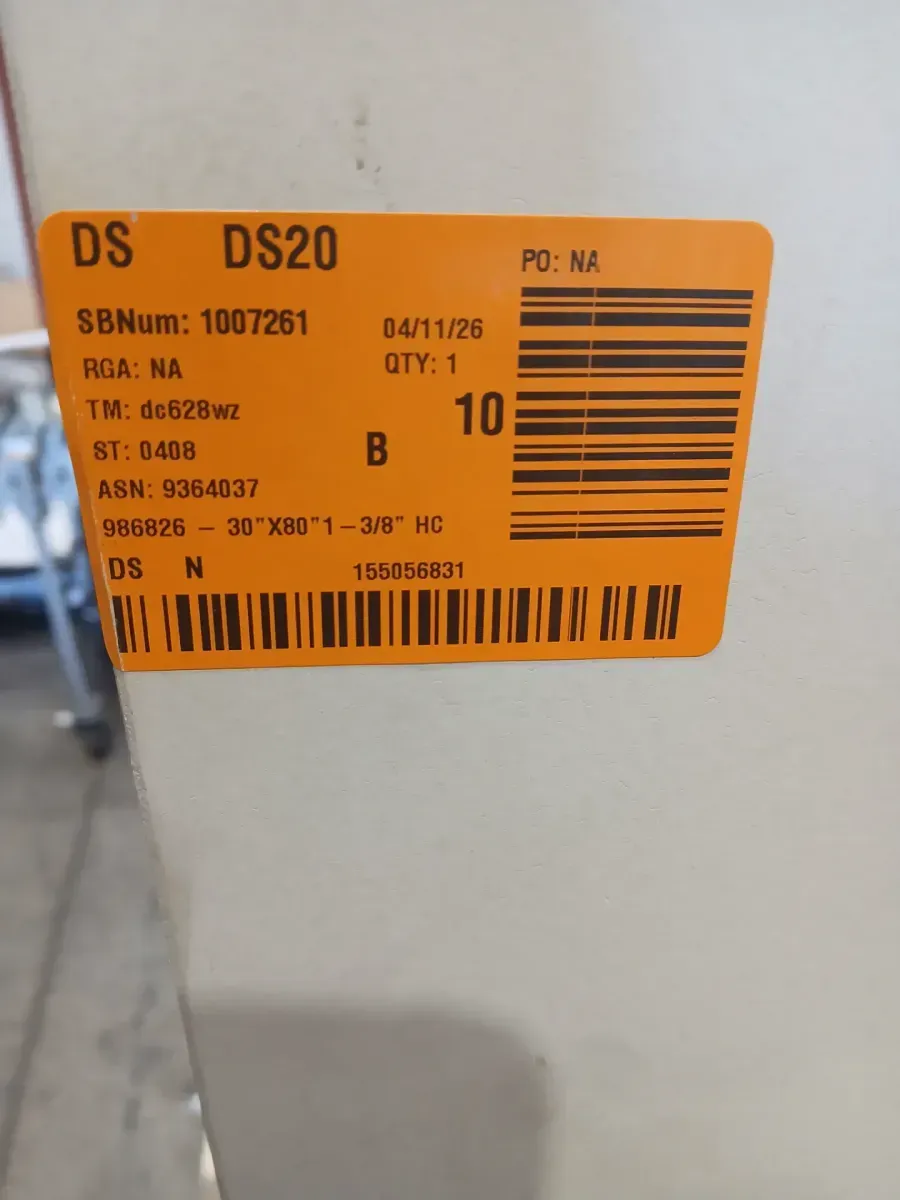 DS DS20
PO: NA
SBNum: 1007261
04/11/26
RGA: NA
QTY: 1
TM: dc628wz
10
ST: 0408
B
ASN: 9364037
986826 – 30"X80"1–3/8" HC
DS N
155056831